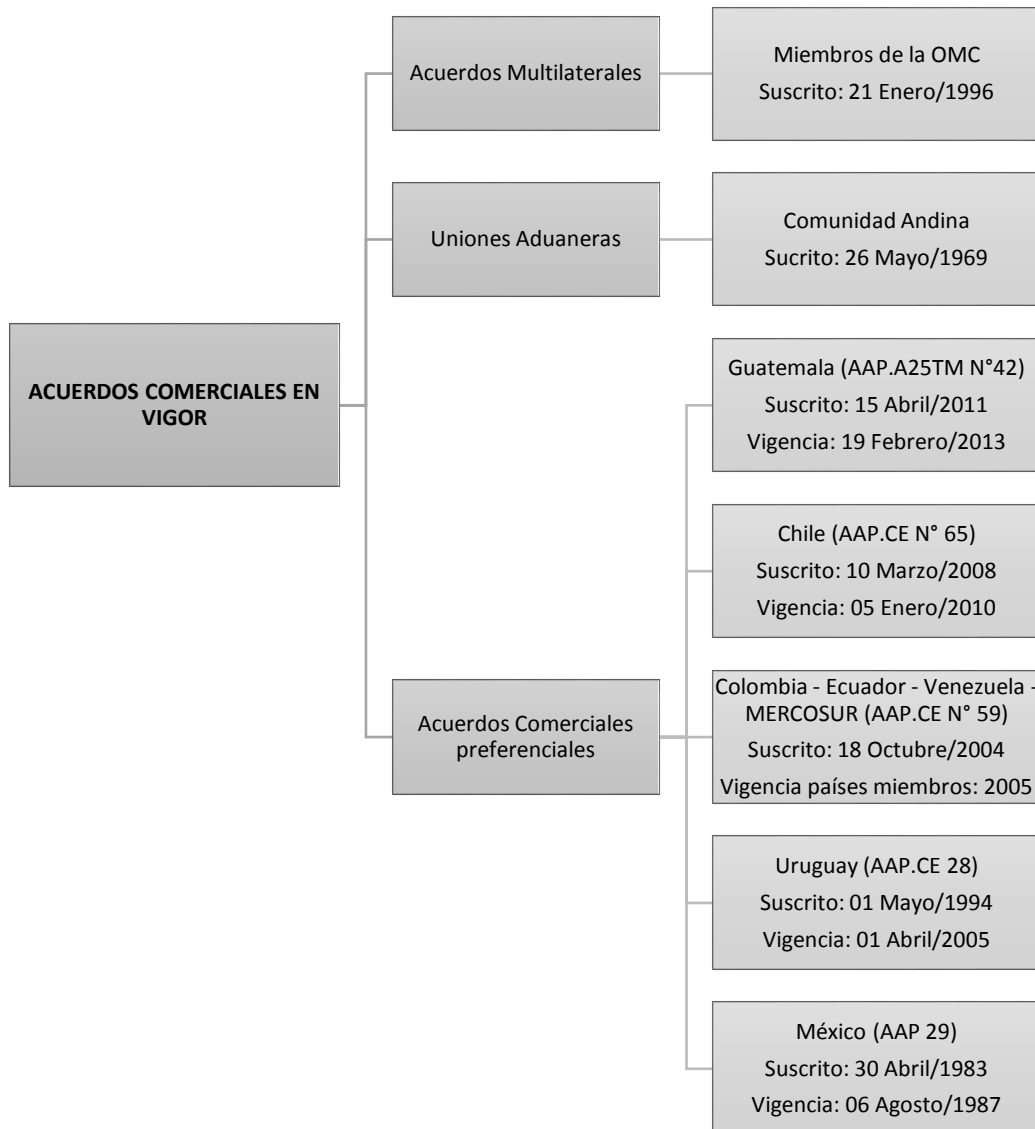 ACUERDOS COMERCIALES EN
VIGOR
Acuerdos Multilaterales
Miembros de la OMC
Suscrito: 21 Enero/1996
Uniones Aduaneras
Comunidad Andina
Sucrito: 26 Mayo/1969
Acuerdos Comerciales
preferenciales
Guatemala (AAP.A25TM N°42)
Suscrito: 15 Abril/2011
Vigencia: 19 Febrero/2013
Chile (AAP.CE N° 65)
Suscrito: 10 Marzo/2008
Vigencia: 05 Enero/2010
Colombia - Ecuador - Venezuela -
MERCOSUR (AAP.CE N° 59)
Suscrito: 18 Octubre/2004
Vigencia países miembros: 2005
Uruguay (AAP.CE 28)
Suscrito: 01 Mayo/1994
Vigencia: 01 Abril/2005
México (AAP 29)
Suscrito: 30 Abril/1983
Vigencia: 06 Agosto/1987